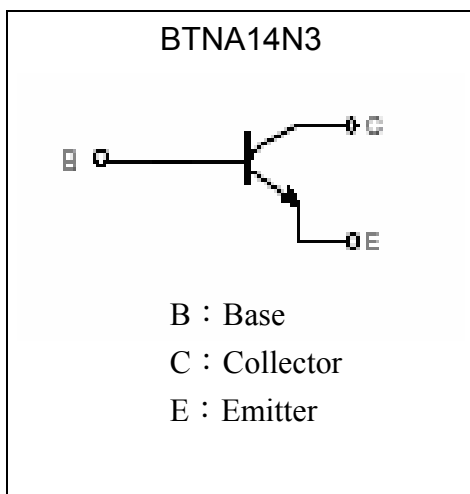 BTNA14N3
B C
E
B：Base
C：Collector
E：Emitter